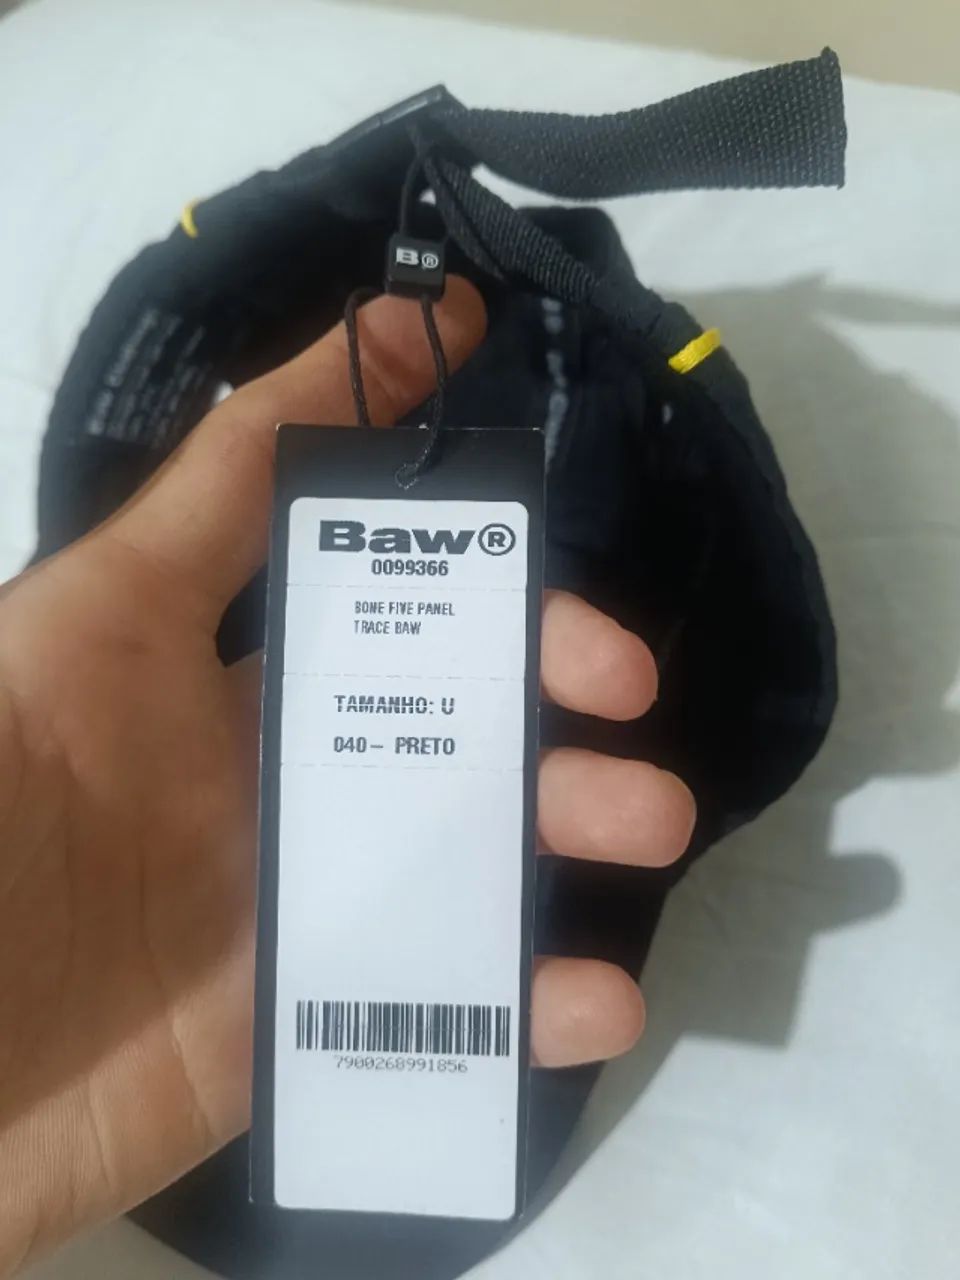 B®
Baw®
0099366
BONE FIVE PANEL
TRACE BAW
TAMANHO: U
040 - PRETO
7900268991856